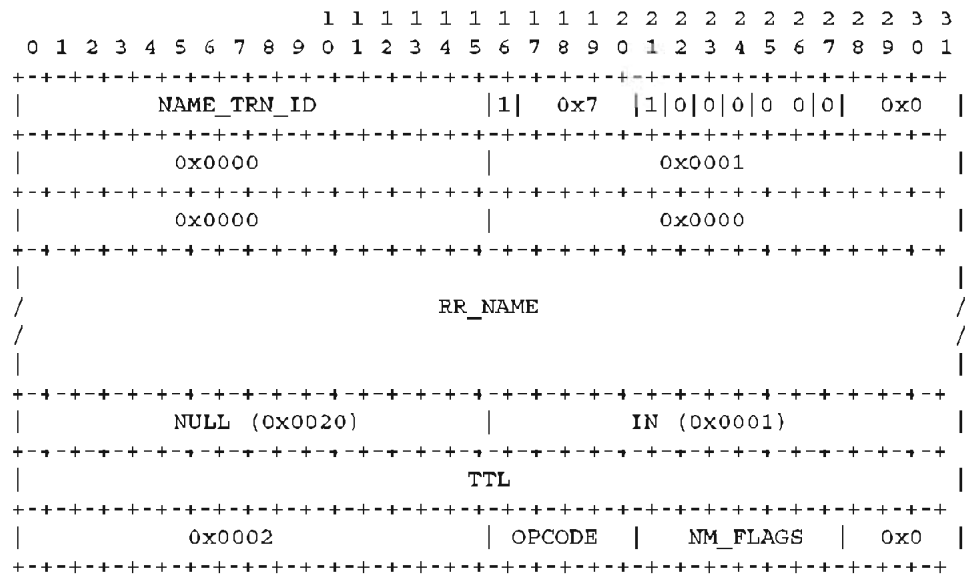 1 1 1 1 1 1 1 1 1 1 2 2 2 2 2 2 2 2 2 2 3 3
 0 1 2 3 4 5 6 7 8 9 0 1 2 3 4 5 6 7 8 9 0 1 2 3 4 5 6 7 8 9 0 1
+-+-+-+-+-+-+-+-+-+-+-+-+-+-+-+-+-+-+-+-+-+-+-+-+-+-+-+-+-+-+-+-+
|         NAME_TRN_ID           |1|  0x7  |1|0|0|0|0 0|0|  0x0  |
+-+-+-+-+-+-+-+-+-+-+-+-+-+-+-+-+-+-+-+-+-+-+-+-+-+-+-+-+-+-+-+-+
|          0x0000               |           0x0001              |
+-+-+-+-+-+-+-+-+-+-+-+-+-+-+-+-+-+-+-+-+-+-+-+-+-+-+-+-+-+-+-+-+
|          0x0000               |           0x0000              |
+-+-+-+-+-+-+-+-+-+-+-+-+-+-+-+-+-+-+-+-+-+-+-+-+-+-+-+-+-+-+-+-+
|                                                               |
/                            RR_NAME                            /
/                                                               /
|                                                               |
+-+-+-+-+-+-+-+-+-+-+-+-+-+-+-+-+-+-+-+-+-+-+-+-+-+-+-+-+-+-+-+-+
|          NULL (0x0020)        |         IN (0x0001)           |
+-+-+-+-+-+-+-+-+-+-+-+-+-+-+-+-+-+-+-+-+-+-+-+-+-+-+-+-+-+-+-+-+
|                              TTL                              |
+-+-+-+-+-+-+-+-+-+-+-+-+-+-+-+-+-+-+-+-+-+-+-+-+-+-+-+-+-+-+-+-+
|           0x0002              | OPCODE  |   NM_FLAGS  |  0x0  |
+-+-+-+-+-+-+-+-+-+-+-+-+-+-+-+-+-+-+-+-+-+-+-+-+-+-+-+-+-+-+-+-+